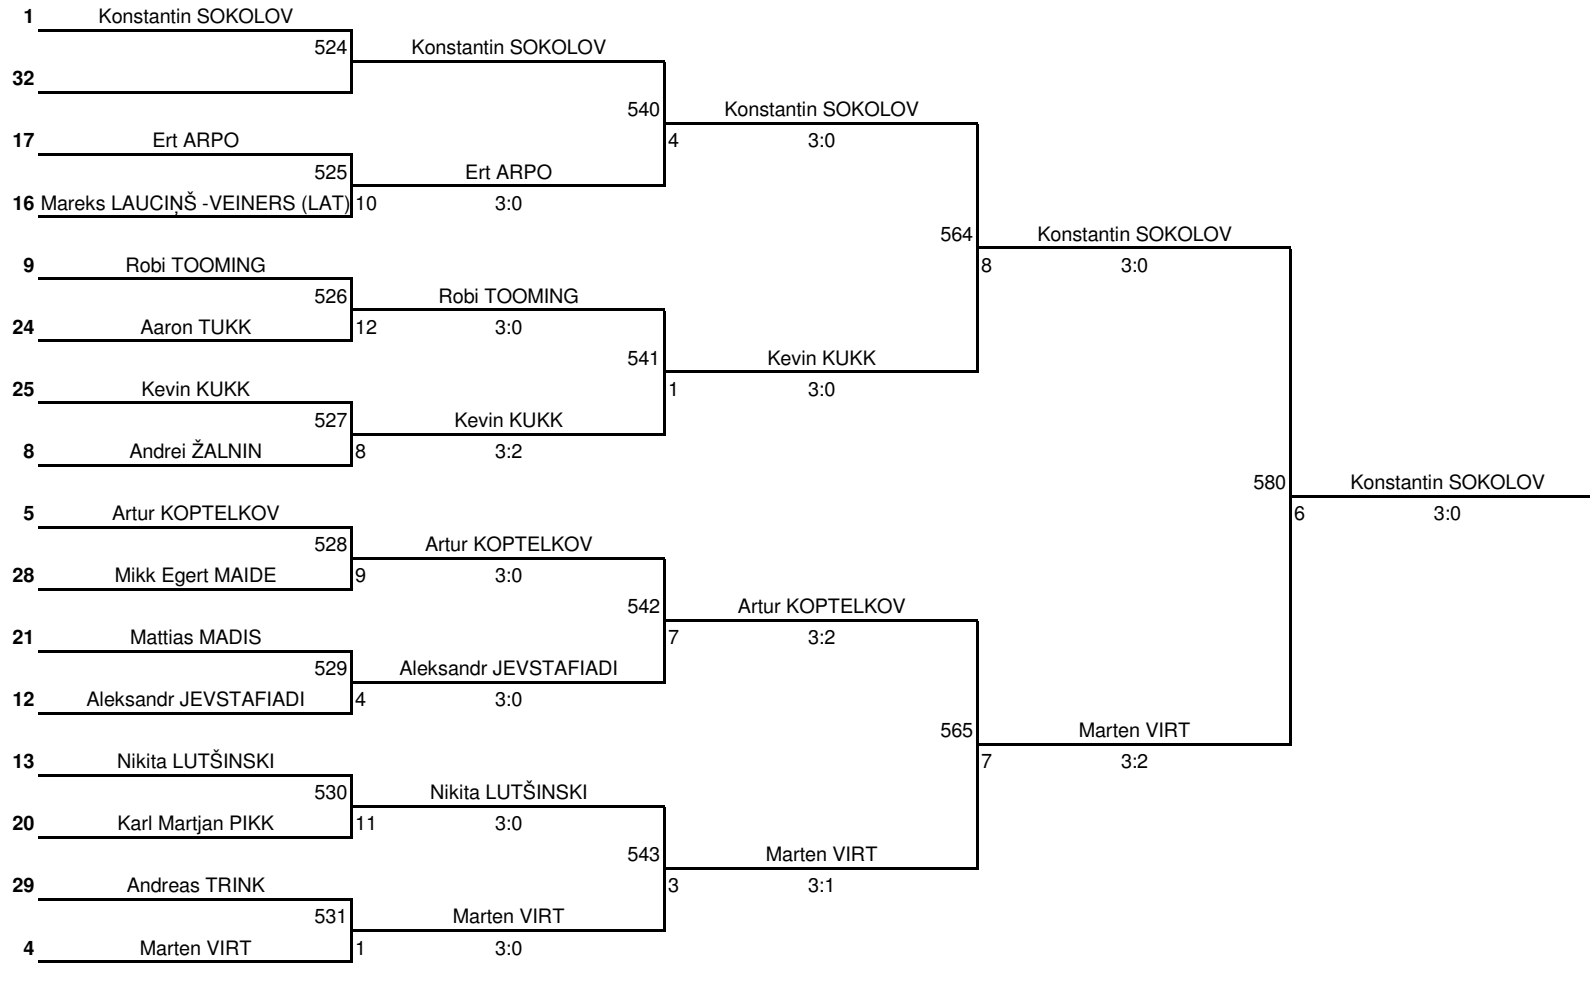 1 Konstantin SOKOLOV
524 Konstantin SOKOLOV
32
540 Konstantin SOKOLOV
17 Ert ARPO 4 3:0
525 Ert ARPO
16 Mareks LAUCIŅŠ -VEINERS (LAT) 10 3:0
564 Konstantin SOKOLOV
9 Robi TOOMING 8 3:0
526 Robi TOOMING
24 Aaron TUKK 12 3:0
541 Kevin KUKK
25 Kevin KUKK 1 3:0
527 Kevin KUKK
8 Andrei ŽALNIN 8 3:2
580 Konstantin SOKOLOV
5 Artur KOPTELKOV 6 3:0
528 Artur KOPTELKOV
28 Mikk Egert MAIDE 9 3:0
542 Artur KOPTELKOV
21 Mattias MADIS 7 3:2
529 Aleksandr JEVSTAFIADI
12 Aleksandr JEVSTAFIADI 4 3:0
565 Marten VIRT
13 Nikita LUTŠINSKI 7 3:2
530 Nikita LUTŠINSKI
20 Karl Martjan PIKK 11 3:0
543 Marten VIRT
29 Andreas TRINK 3 3:1
531 Marten VIRT
4 Marten VIRT 1 3:0